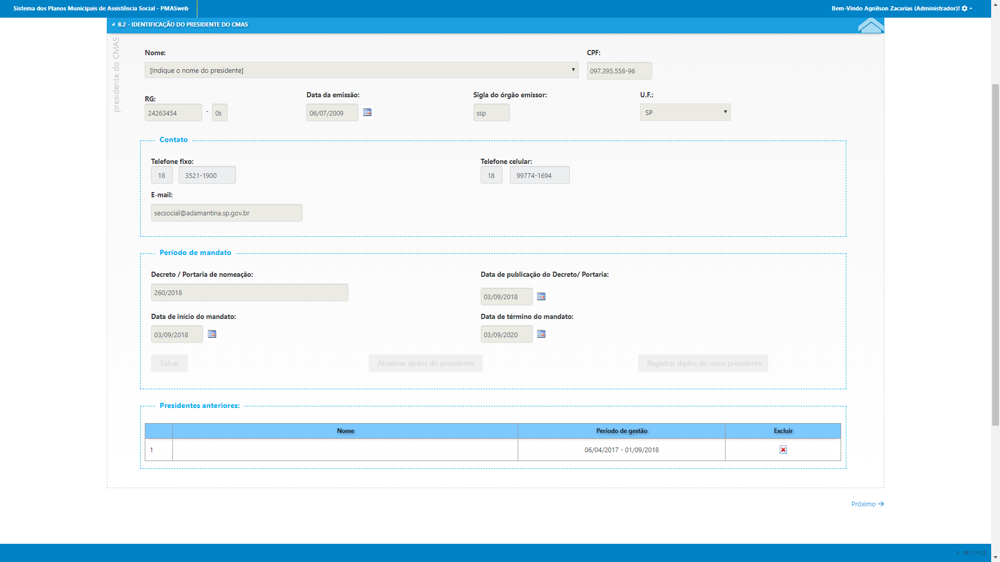 Sistema dos Planos Municipais de Assistência Social - PMASweb
Bem-Vindo Agnilson Zacarias (Administrador)!
8.2 - IDENTIFICAÇÃO DO PRESIDENTE DO CMAS
presidente do CMAS
Nome:
CPF:
[Indique o nome do presidente]
097.395.558-96
RG:
Data da emissão:
Sigla do órgão emissor:
U.F.:
24263454 - 0s
06/07/2009
ssp
SP
Contato
Telefone fixo:
Telefone celular:
18 3521-1900
18 99774-1694
E-mail:
secsocial@adamantina.sp.gov.br
Período de mandato
Decreto / Portaria de nomeação:
Data de publicação do Decreto/ Portaria:
260/2018
03/09/2018
Data de início do mandato:
Data de término do mandato:
03/09/2018
03/09/2020
Salvar
Atualizar dados do presidente
Registrar dados do novo presidente
Presidentes anteriores:
Nome
Período de gestão
Excluir
1
06/04/2017 - 01/09/2018
Próximo
V. 19.11.11.2